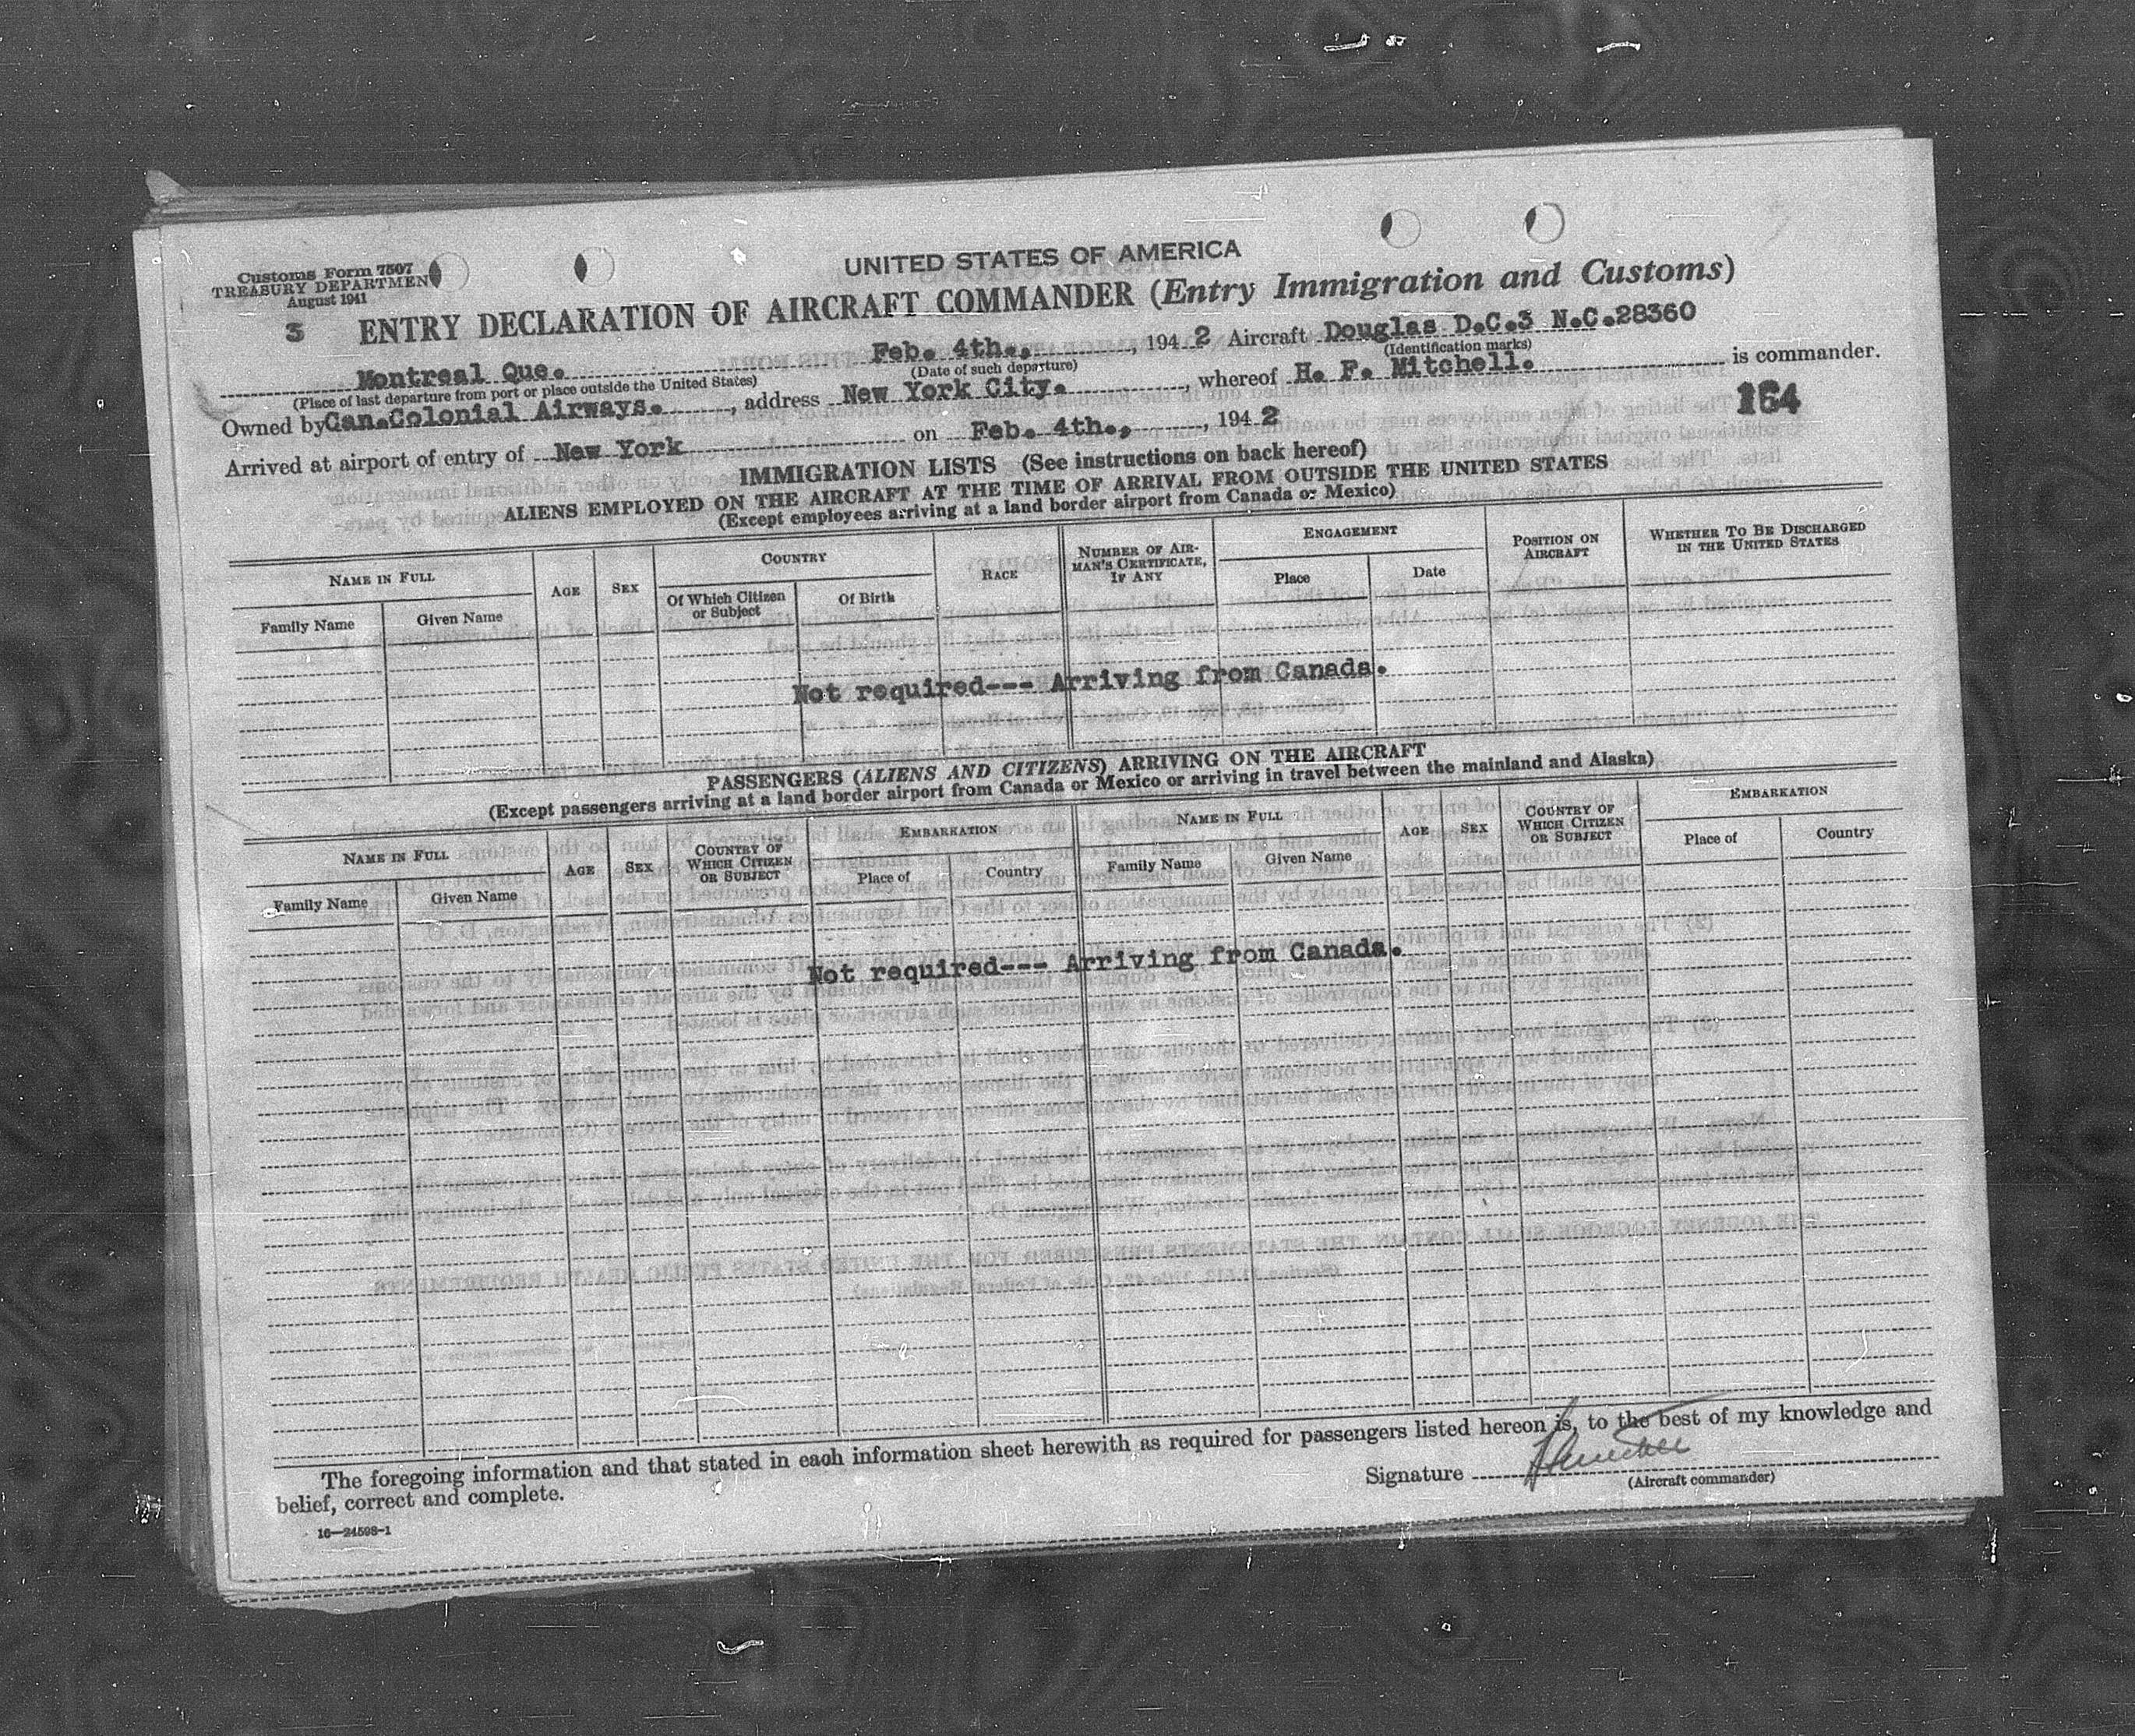 Customs Form 7507
TREASURY DEPARTMENT
August 1941
UNITED STATES OF AMERICA
3 ENTRY DECLARATION OF AIRCRAFT COMMANDER (Entry Immigration and Customs)
Montreal Que. Feb. 4th., , 194 2 Aircraft Douglas D.C.3 N.C.28360
(Place of last departure from port or place outside the United States) (Date of such departure) (Identification marks)
Owned by Can.Colonial Airways. , address New York City. , whereof H. F. Mitchell. is commander.
164
Arrived at airport of entry of New York on Feb. 4th., , 194 2
IMMIGRATION LISTS (See instructions on back hereof)
ALIENS EMPLOYED ON THE AIRCRAFT AT THE TIME OF ARRIVAL FROM OUTSIDE THE UNITED STATES
(Except employees arriving at a land border airport from Canada or Mexico)
NAME IN FULL AGE SEX COUNTRY RACE NUMBER OF AIRMAN'S CERTIFICATE, IF ANY ENGAGEMENT POSITION ON AIRCRAFT WHETHER TO BE DISCHARGED IN THE UNITED STATES
Family Name Given Name Of Which Citizen or Subject Of Birth Place Date
Not required--- Arriving from Canada.
PASSENGERS (ALIENS AND CITIZENS) ARRIVING ON THE AIRCRAFT
(Except passengers arriving at a land border airport from Canada or Mexico or arriving in travel between the mainland and Alaska)
NAME IN FULL AGE SEX COUNTRY OF WHICH CITIZEN OR SUBJECT EMBARKATION NAME IN FULL AGE SEX COUNTRY OF WHICH CITIZEN OR SUBJECT EMBARKATION
Family Name Given Name Place of Country Family Name Given Name Place of Country
Not required--- Arriving from Canada.
The foregoing information and that stated in each information sheet herewith as required for passengers listed hereon is, to the best of my knowledge and
belief, correct and complete.
Signature
(Aircraft commander)
16—24598-1